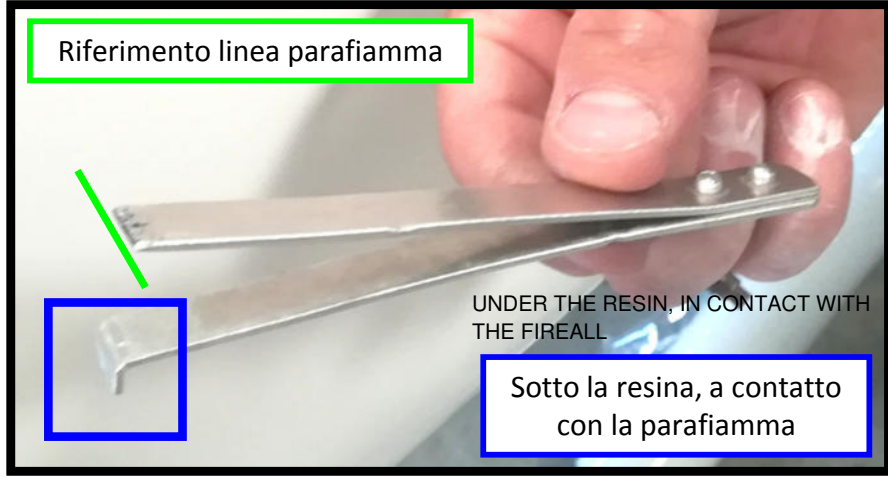 Riferimento linea parafiamma
UNDER THE RESIN, IN CONTACT WITH
THE FIREALL
Sotto la resina, a contatto
con la parafiamma